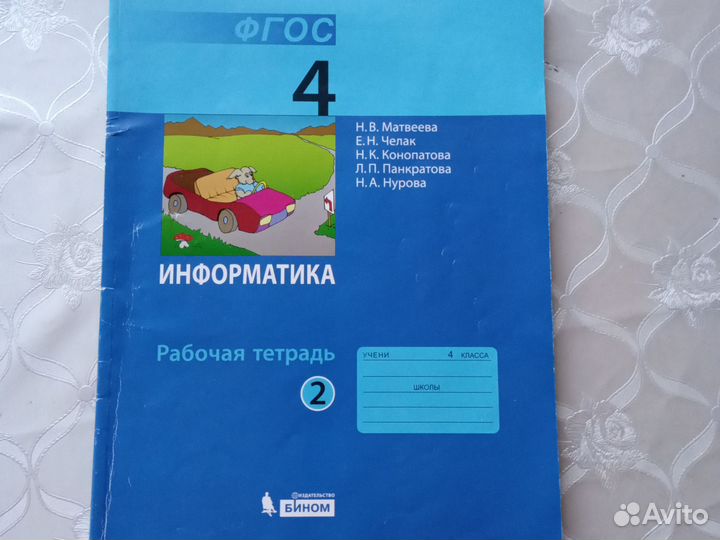 ФГОС
4
Н. В. Матвеева
Е. Н. Челак
Н. К. Конопатова
Л. П. Панкратова
Н. А. Нурова
ИНФОРМАТИКА
Рабочая тетрадь
2
УЧЕНИ 4 КЛАССА
ШКОЛЫ
ИЗДАТЕЛЬСТВО
БИНОМ
Avito